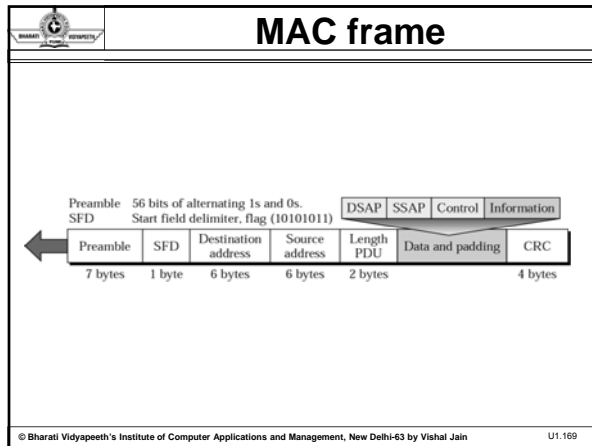 BHARATI VIDYAPEETH
MAC frame
Preamble 56 bits of alternating 1s and 0s.
SFD Start field delimiter, flag (10101011)
DSAP SSAP Control Information
Preamble SFD Destination address Source address Length PDU Data and padding CRC
7 bytes 1 byte 6 bytes 6 bytes 2 bytes 4 bytes
© Bharati Vidyapeeth's Institute of Computer Applications and Management, New Delhi-63 by Vishal Jain U1.169